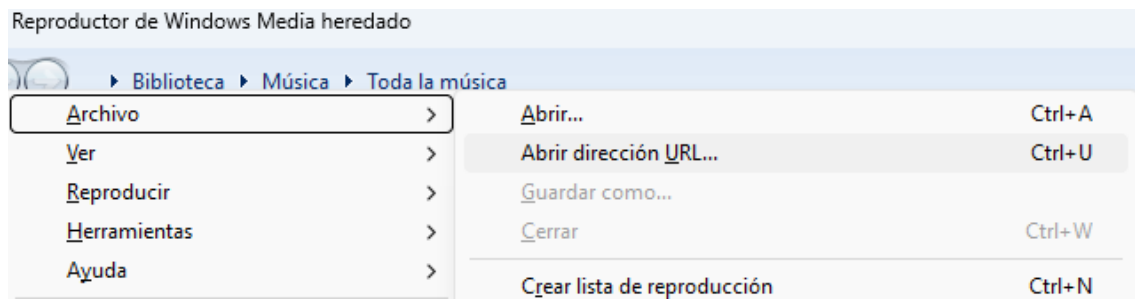 Reproductor de Windows Media heredado
Biblioteca Música Toda la música
Archivo Abrir... Ctrl+A
Ver Abrir dirección URL... Ctrl+U
Reproducir Guardar como...
Herramientas Cerrar Ctrl+W
Ayuda
Crear lista de reproducción Ctrl+N